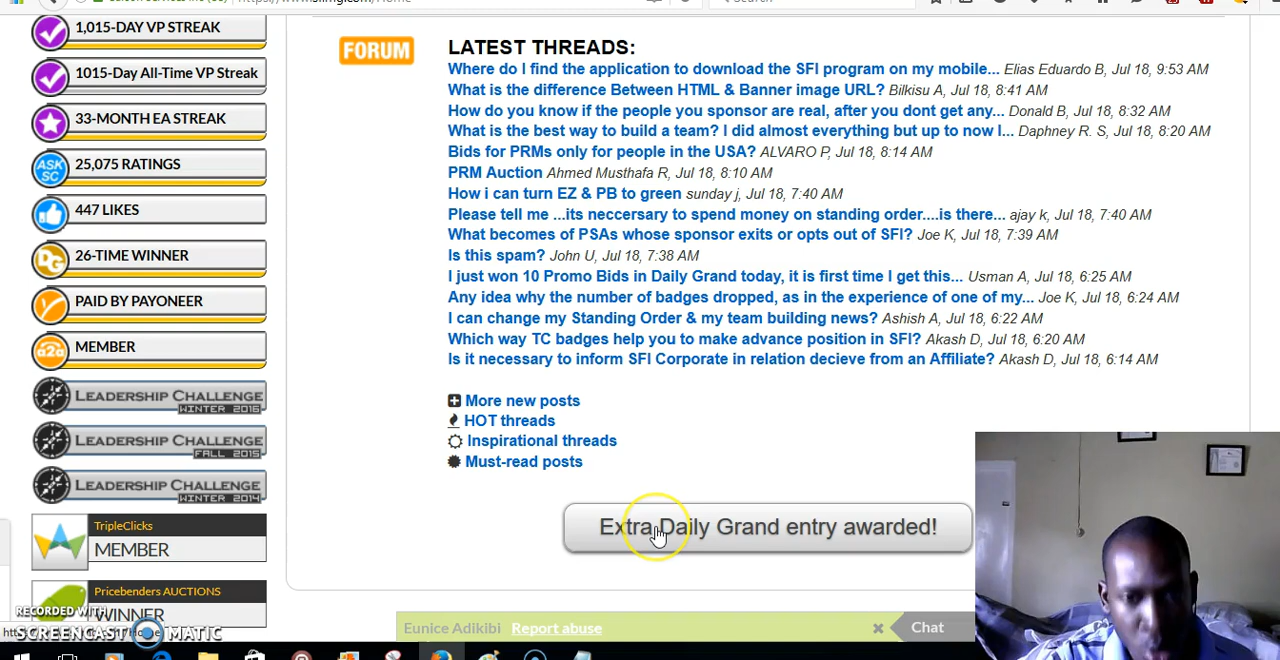 1,015-DAY VP STREAK
1015-Day All-Time VP Streak
33-MONTH EA STREAK
ASK SC
25,075 RATINGS
447 LIKES
DG
26-TIME WINNER
PAID BY PAYONEER
a2a
MEMBER
LEADERSHIP CHALLENGE
WINTER 2016
LEADERSHIP CHALLENGE
FALL 2015
LEADERSHIP CHALLENGE
WINTER 2014
TripleClicks
MEMBER
Pricebenders AUCTIONS
WINNER
RECORDED WITH
SCREENCAST MATIC
FORUM
LATEST THREADS:
Where do I find the application to download the SFI program on my mobile... Elias Eduardo B, Jul 18, 9:53 AM
What is the difference Between HTML & Banner image URL? Bilkisu A, Jul 18, 8:41 AM
How do you know if the people you sponsor are real, after you dont get any... Donald B, Jul 18, 8:32 AM
What is the best way to build a team? I did almost everything but up to now I... Daphney R. S, Jul 18, 8:20 AM
Bids for PRMs only for people in the USA? ALVARO P, Jul 18, 8:14 AM
PRM Auction Ahmed Musthafa R, Jul 18, 8:10 AM
How i can turn EZ & PB to green sunday j, Jul 18, 7:40 AM
Please tell me ...its neccersary to spend money on standing order....is there... ajay k, Jul 18, 7:40 AM
What becomes of PSAs whose sponsor exits or opts out of SFI? Joe K, Jul 18, 7:39 AM
Is this spam? John U, Jul 18, 7:38 AM
I just won 10 Promo Bids in Daily Grand today, it is first time I get this... Usman A, Jul 18, 6:25 AM
Any idea why the number of badges dropped, as in the experience of one of my... Joe K, Jul 18, 6:24 AM
I can change my Standing Order & my team building news? Ashish A, Jul 18, 6:22 AM
Which way TC badges help you to make advance position in SFI? Akash D, Jul 18, 6:20 AM
Is it necessary to inform SFI Corporate in relation decieve from an Affiliate? Akash D, Jul 18, 6:14 AM
More new posts
HOT threads
Inspirational threads
Must-read posts
Extra Daily Grand entry awarded!
Eunice Adikibi Report abuse
Chat